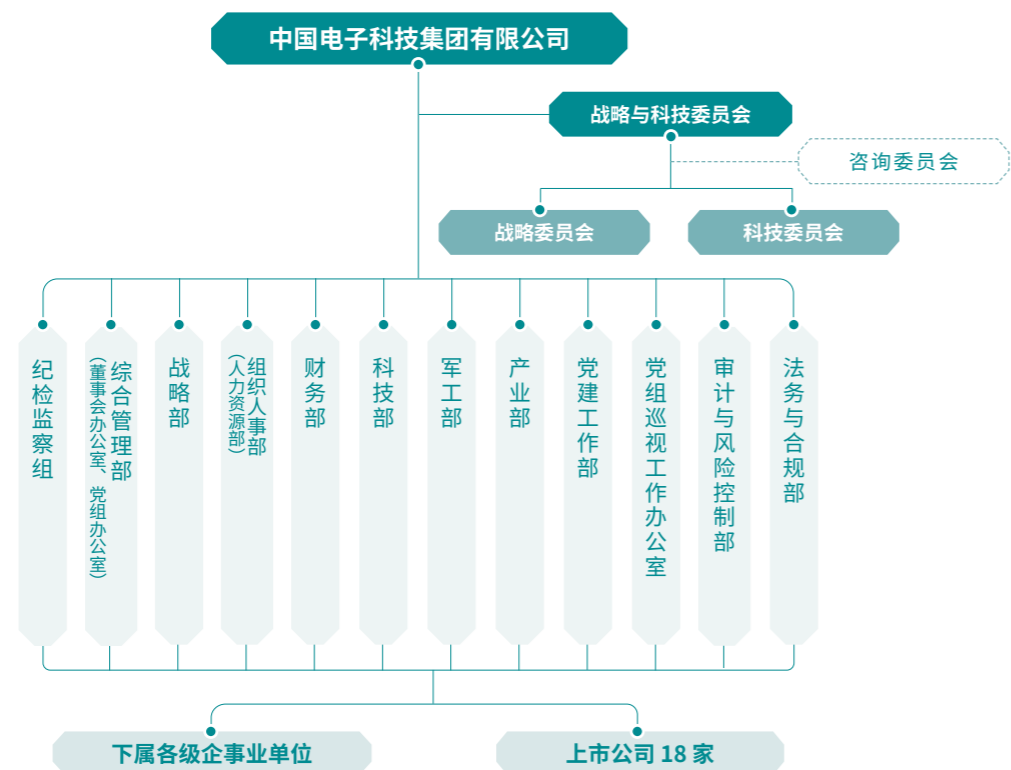 中国电子科技集团有限公司
战略与科技委员会
咨询委员会
战略委员会
科技委员会
纪检监察组
综合管理部
（董事会办公室、党组办公室）
战略部
组织人事部
（人力资源部）
财务部
科技部
军工部
产业部
党建工作部
党组巡视工作办公室
审计与风险控制部
法务与合规部
下属各级企事业单位
上市公司 18 家